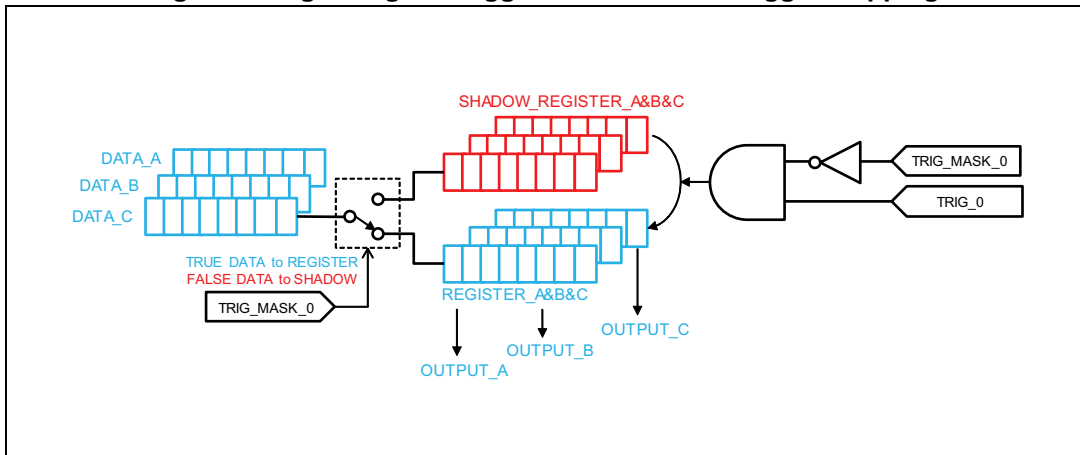 SHADOW_REGISTER_A&B&C
DATA_A
DATA_B
DATA_C
TRIG_MASK_0
TRIG_0
TRUE DATA to REGISTER
FALSE DATA to SHADOW
TRIG_MASK_0
REGISTER_A&B&C
OUTPUT_A
OUTPUT_B
OUTPUT_C